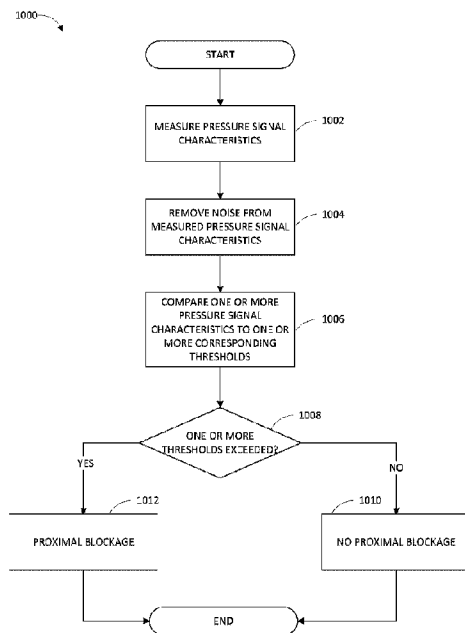 1000
START
MEASURE PRESSURE SIGNAL
CHARACTERISTICS
1002
REMOVE NOISE FROM
MEASURED PRESSURE SIGNAL
CHARACTERISTICS
1004
COMPARE ONE OR MORE
PRESSURE SIGNAL
CHARACTERISTICS TO ONE OR
MORE CORRESPONDING
THRESHOLDS
1006
1008
ONE OR MORE
THRESHOLDS EXCEEDED?
YES
NO
1012
1010
PROXIMAL BLOCKAGE
NO PROXIMAL BLOCKAGE
END